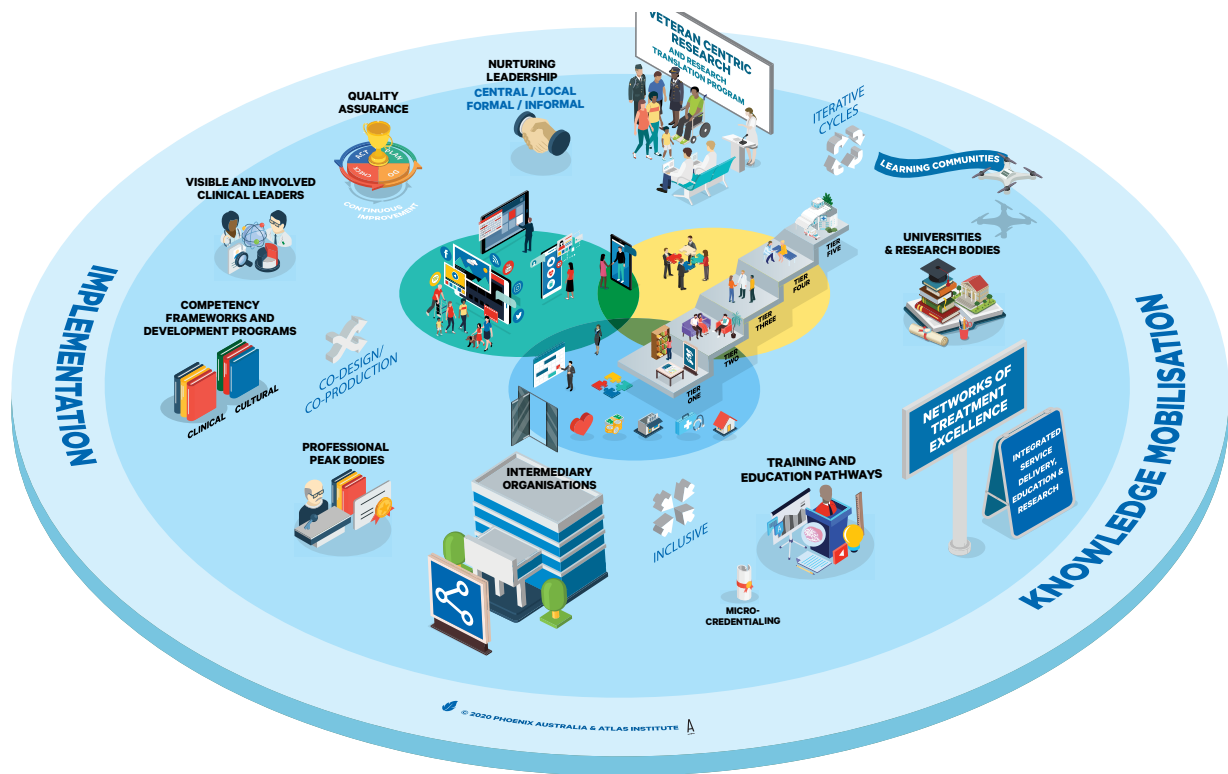 VETERAN CENTRIC
RESEARCH
AND RESEARCH
TRANSLATION PROGRAM
NURTURING
LEADERSHIP
CENTRAL / LOCAL
FORMAL / INFORMAL
QUALITY
ASSURANCE
ACT
PLAN
CHECK
DO
CONTINUOUS
IMPROVEMENT
ITERATIVE
CYCLES
LEARNING COMMUNITIES
VISIBLE AND INVOLVED
CLINICAL LEADERS
UNIVERSITIES
& RESEARCH BODIES
TIER
FIVE
TIER
FOUR
TIER
THREE
TIER
TWO
TIER
ONE
IMPLEMENTATION
COMPETENCY
FRAMEWORKS AND
DEVELOPMENT PROGRAMS
CLINICAL
CULTURAL
CO-DESIGN/
CO-PRODUCTION
KNOWLEDGE MOBILISATION
NETWORKS OF
TREATMENT
EXCELLENCE
INTEGRATED
SERVICE
DELIVERY,
EDUCATION &
RESEARCH
PROFESSIONAL
PEAK BODIES
INTERMEDIARY
ORGANISATIONS
INCLUSIVE
TRAINING AND
EDUCATION PATHWAYS
MICRO-
CREDENTIALING
© 2020 PHOENIX AUSTRALIA & ATLAS INSTITUTE